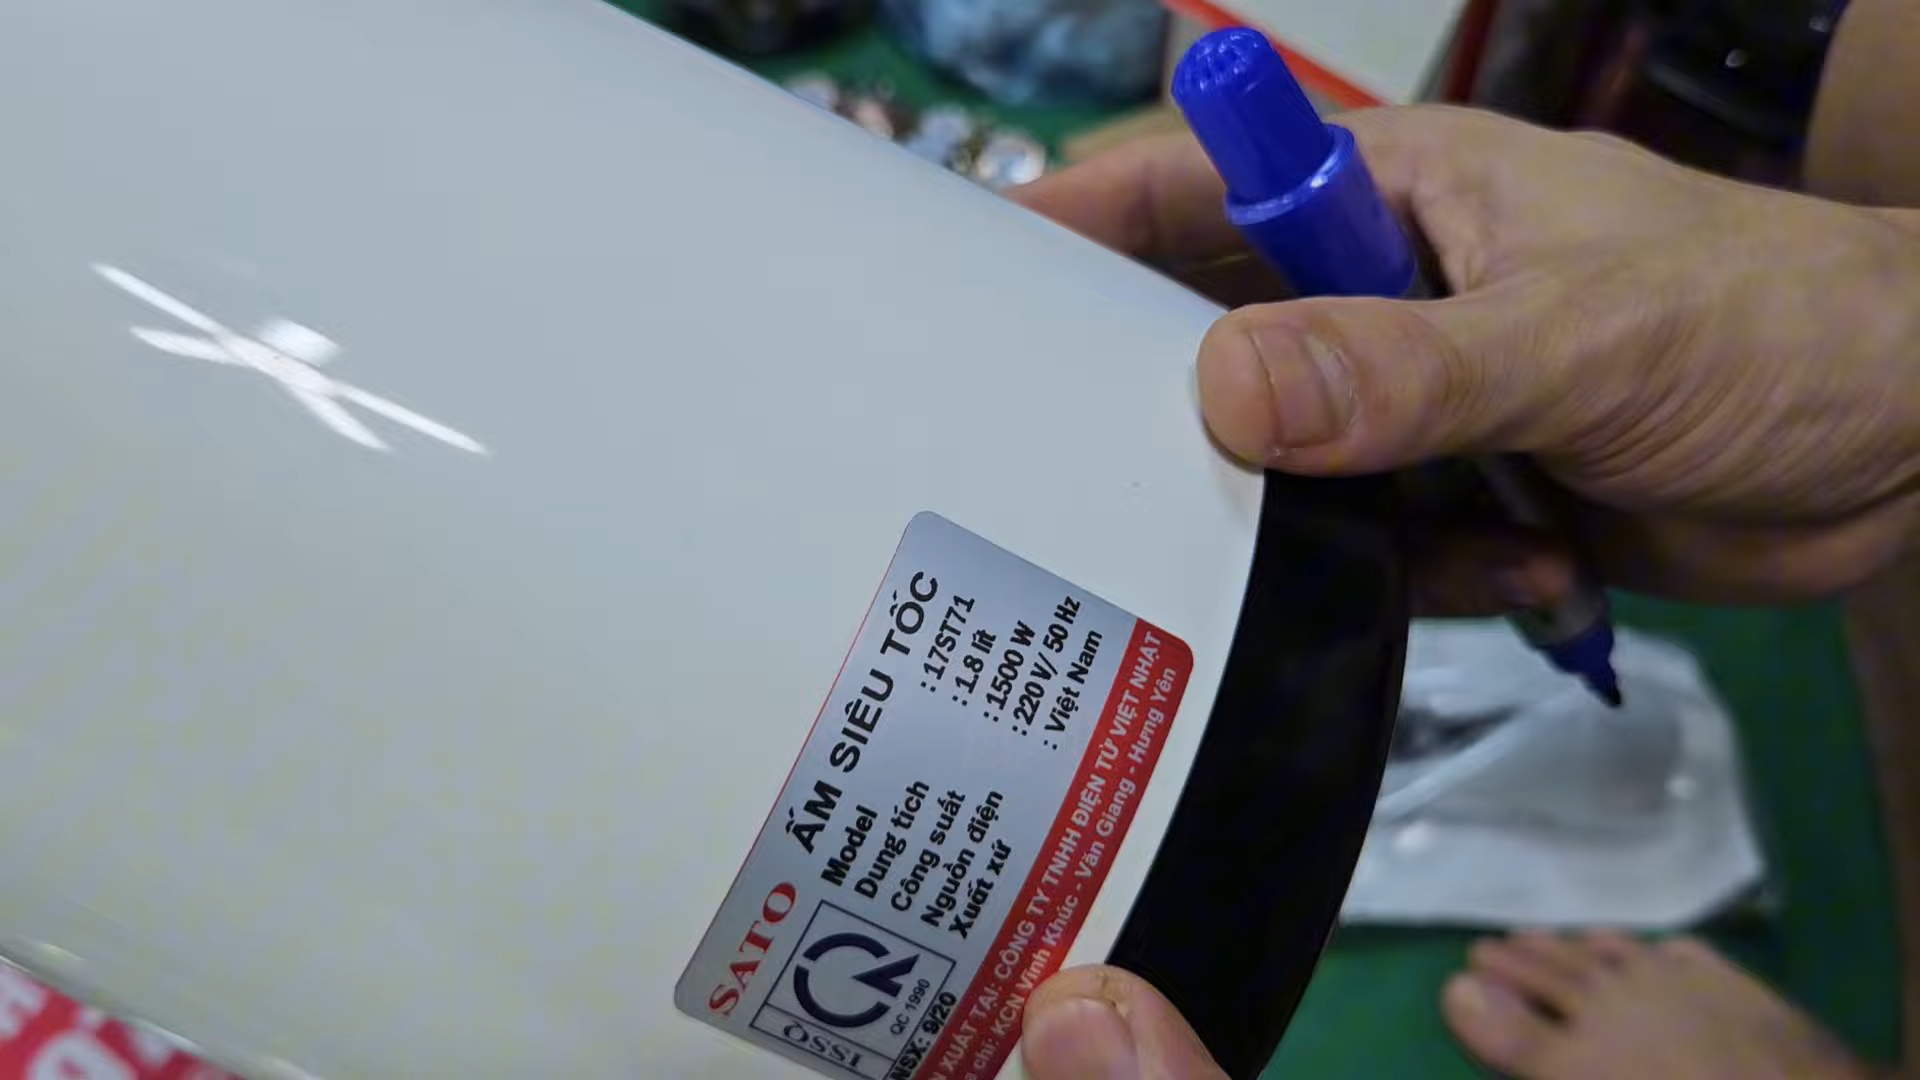 SATO
ẤM SIÊU TỐC
Model : 17ST71
Dung tích : 1.8 lít
Công suất : 1500 W
Nguồn điện : 220 V/ 50 Hz
Xuất xứ : Việt Nam
QC 1990
ISSQ
NSX: 9/20
XUẤT TẠI: CÔNG TY TNHH ĐIỆN TỬ VIỆT NHẬT
chỉ: KCN Vĩnh Khúc - Văn Giang - Hưng Yên